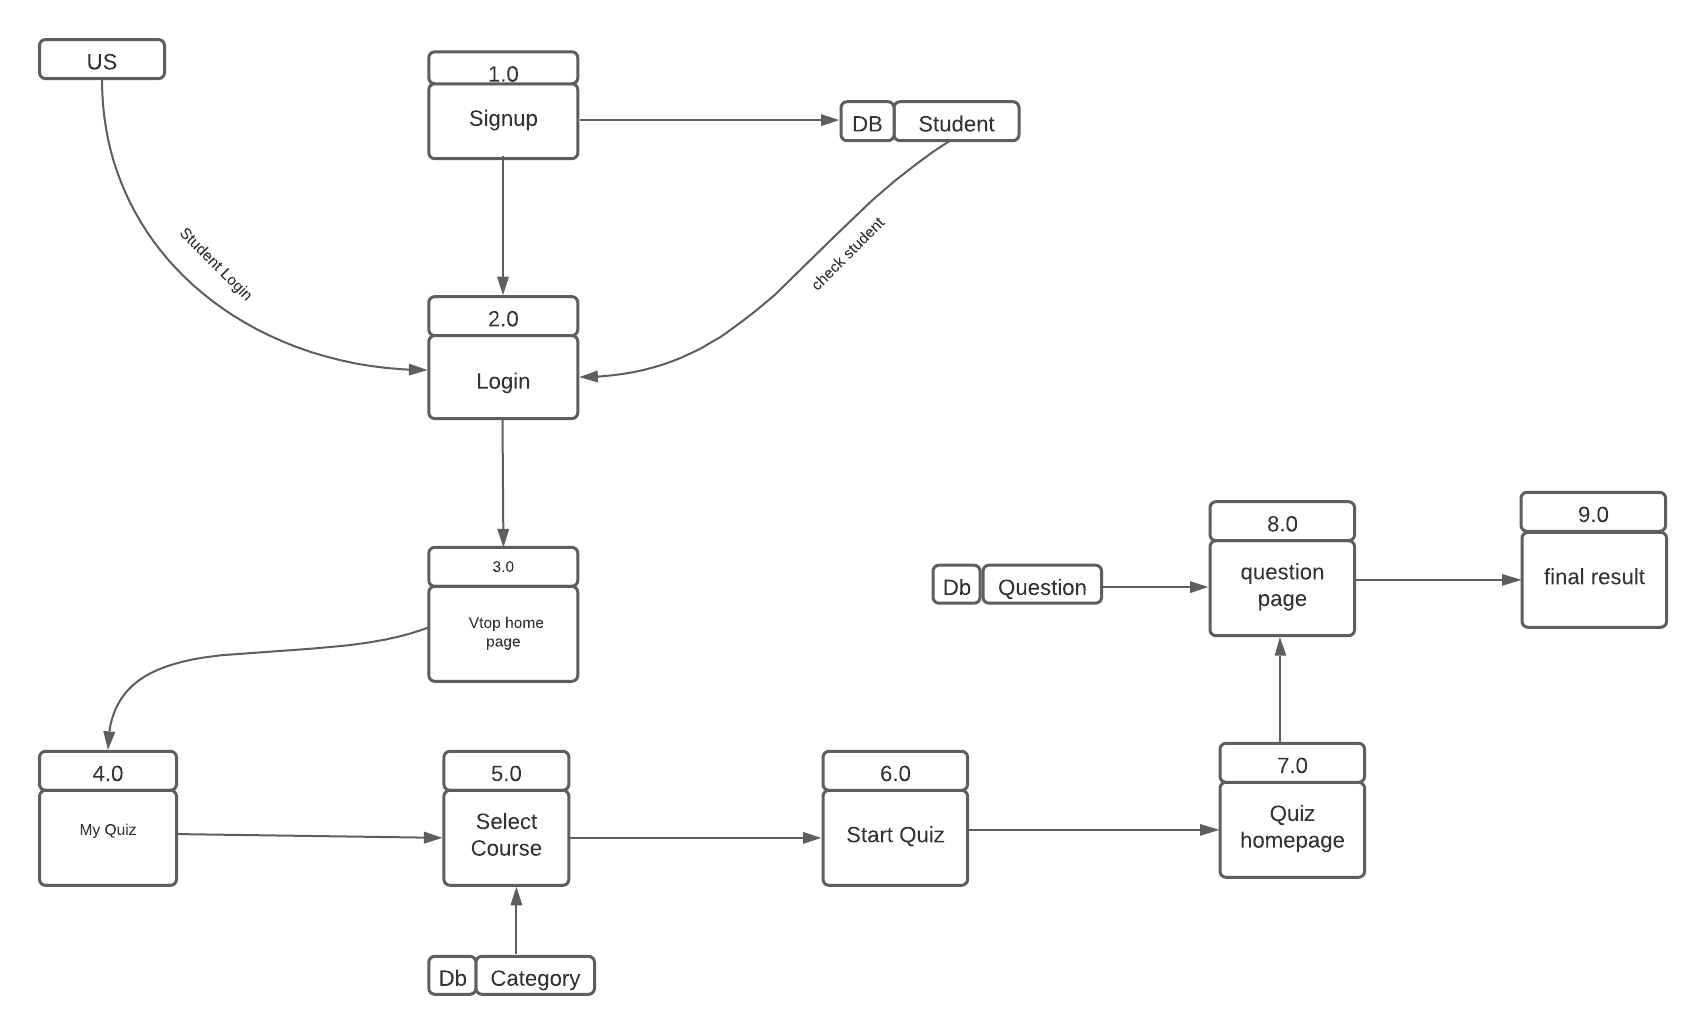 US
1.0
Signup
DB
Student
Student Login
check student
2.0
Login
3.0
Vtop home
page
8.0
question
page
9.0
final result
Db
Question
4.0
My Quiz
5.0
Select
Course
6.0
Start Quiz
7.0
Quiz
homepage
Db
Category